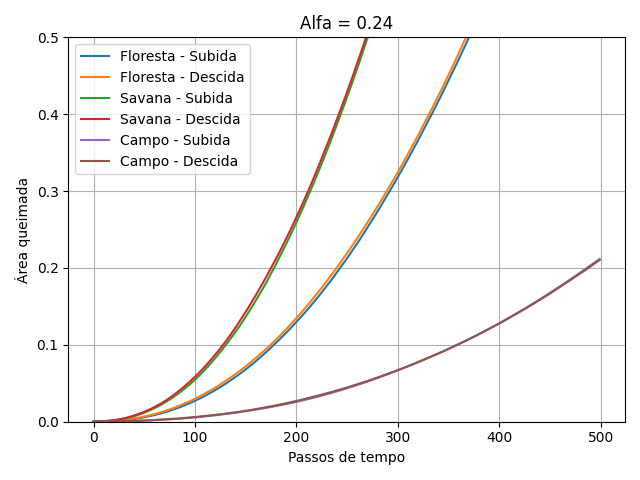 Alfa = 0.24
0.5
0.4
0.3
0.2
0.1
0.0
Área queimada
Floresta - Subida
Floresta - Descida
Savana - Subida
Savana - Descida
Campo - Subida
Campo - Descida
0 100 200 300 400 500
Passos de tempo